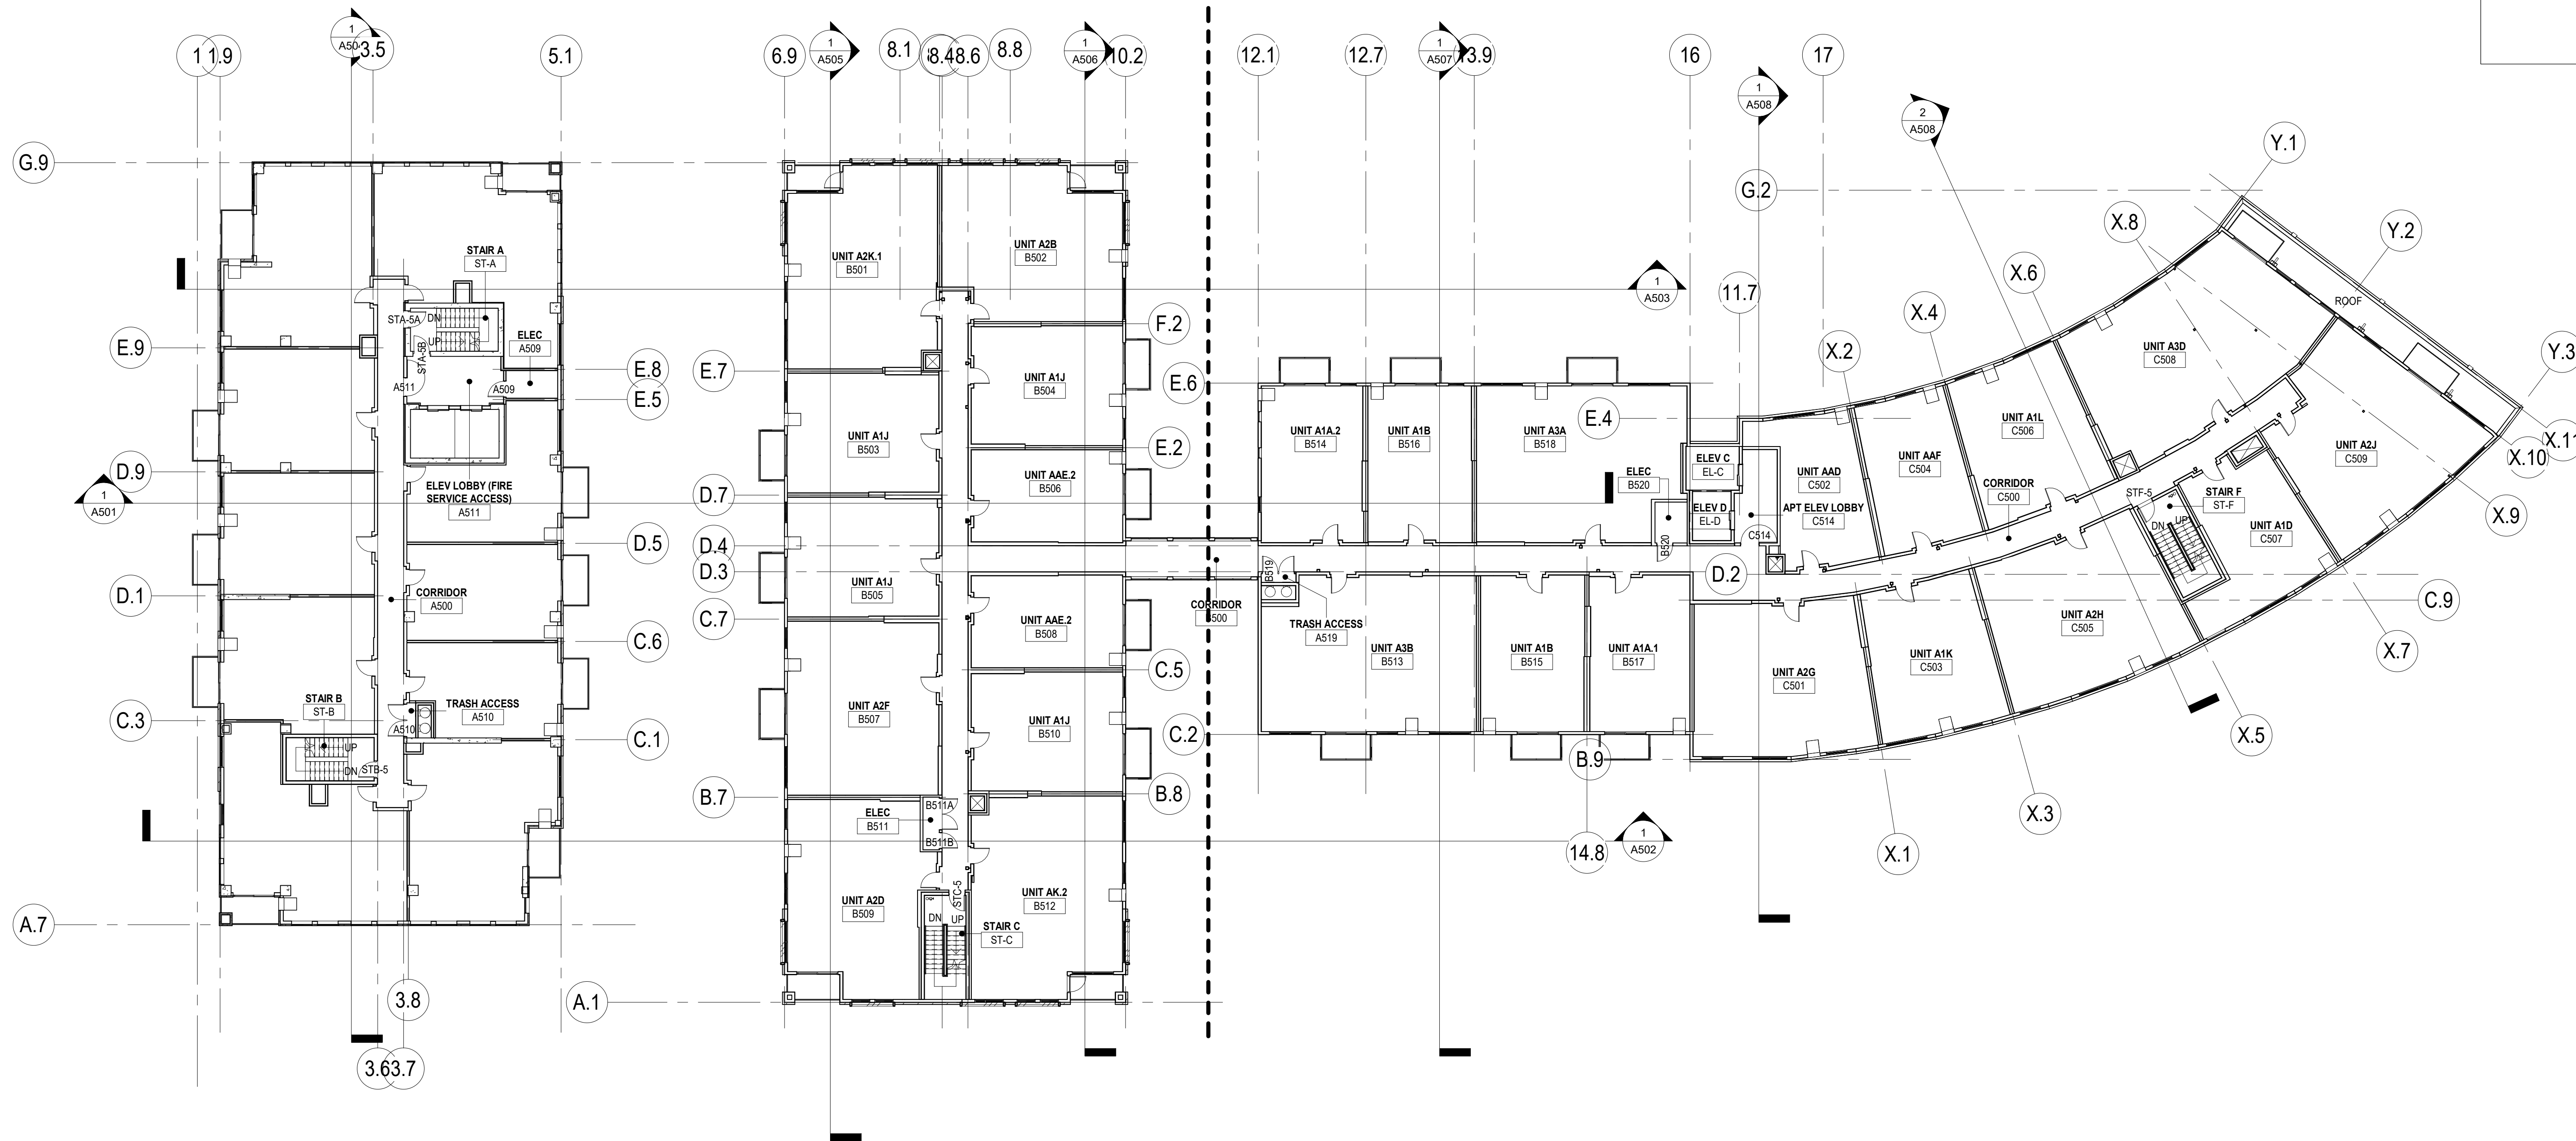 1
A504
1
1.9
3.5
5.1
6.9
1
A505
8.1
8.4
8.6
8.8
1
A506
10.2
12.1
12.7
1
A507
13.9
16
1
A508
17
2
A508
G.9
G.2
Y.1
X.8
Y.2
X.6
11.7
X.4
X.2
Y.3
STAIR A
ST-A
STA-5A
DN
UP
STA-5B
ELEC
A509
A511
A509
E.9
E.8
E.5
D.9
1
A501
ELEV LOBBY (FIRE
SERVICE ACCESS)
A511
D.5
D.1
CORRIDOR
A500
C.6
STAIR B
ST-B
TRASH ACCESS
A510
A510
C.3
C.1
UP
DN
STB-5
A.7
3.8
3.6
3.7
A.1
UNIT A2K.1
B501
UNIT A2B
B502
F.2
E.7
UNIT A1J
B504
UNIT A1J
B503
E.2
UNIT AAE.2
B506
D.7
D.4
D.3
UNIT A1J
B505
C.7
UNIT AAE.2
B508
C.5
UNIT A2F
B507
UNIT A1J
B510
B.7
B.8
ELEC
B511
B511A
B511B
UNIT A2D
B509
UNIT AK.2
B512
STC-5
DN
UP
STAIR C
ST-C
CORRIDOR
B500
1
A503
E.6
E.4
UNIT A1A.2
B514
UNIT A1B
B516
UNIT A3A
B518
ELEC
B520
B520
B519
TRASH ACCESS
A519
UNIT A3B
B513
UNIT A1B
B515
UNIT A1A.1
B517
C.2
B.9
1
A502
14.8
ELEV C
EL-C
ELEV D
EL-D
D.2
UNIT AAD
C502
APT ELEV LOBBY
C514
C514
UNIT AAF
C504
UNIT A1L
C506
CORRIDOR
C500
UNIT A3D
C508
ROOF
UNIT A2J
C509
STAIR F
ST-F
STF-5
DN
UP
UNIT A1D
C507
UNIT A2H
C505
UNIT A1K
C503
UNIT A2G
C501
X.11
X.10
X.9
C.9
X.7
X.5
X.3
X.1